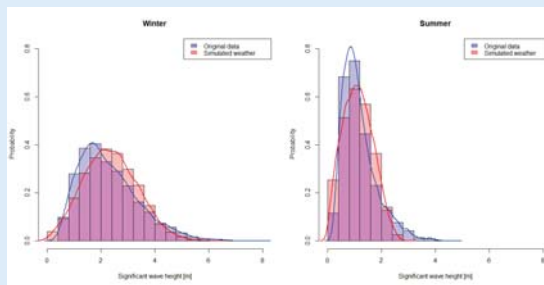 Winter
Original data
Simulated weather
Probability
0.8
0.6
0.4
0.2
0.0
0
2
4
6
8
Significant wave height [m]
Summer
Original data
Simulated weather
Probability
0.8
0.6
0.4
0.2
0.0
0
2
4
6
8
Significant wave height [m]